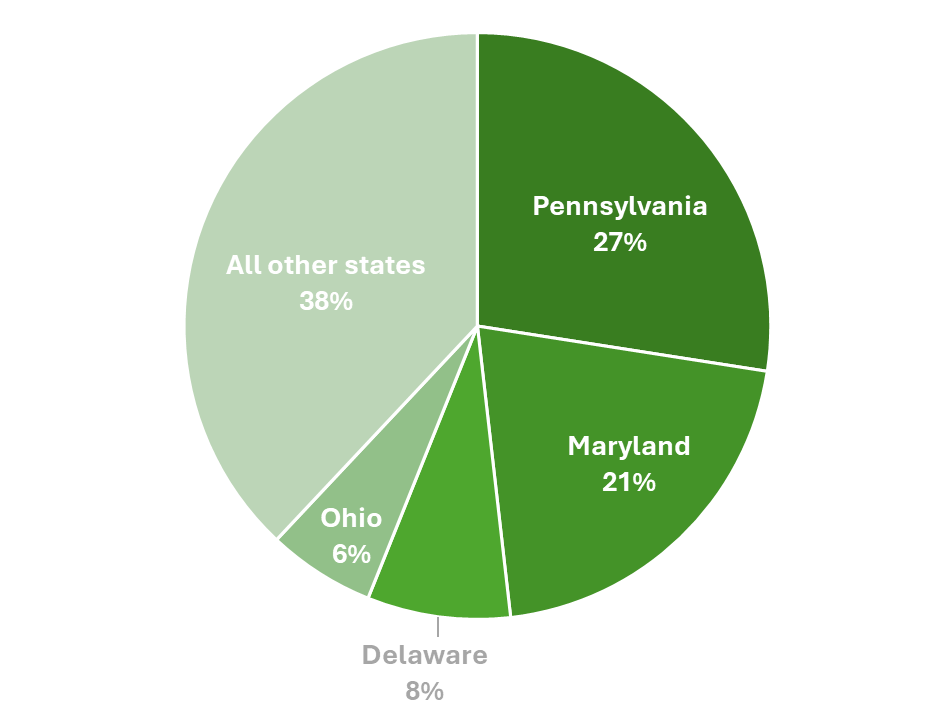 Pennsylvania
27%
All other states
38%
Maryland
21%
Ohio
6%
Delaware
8%